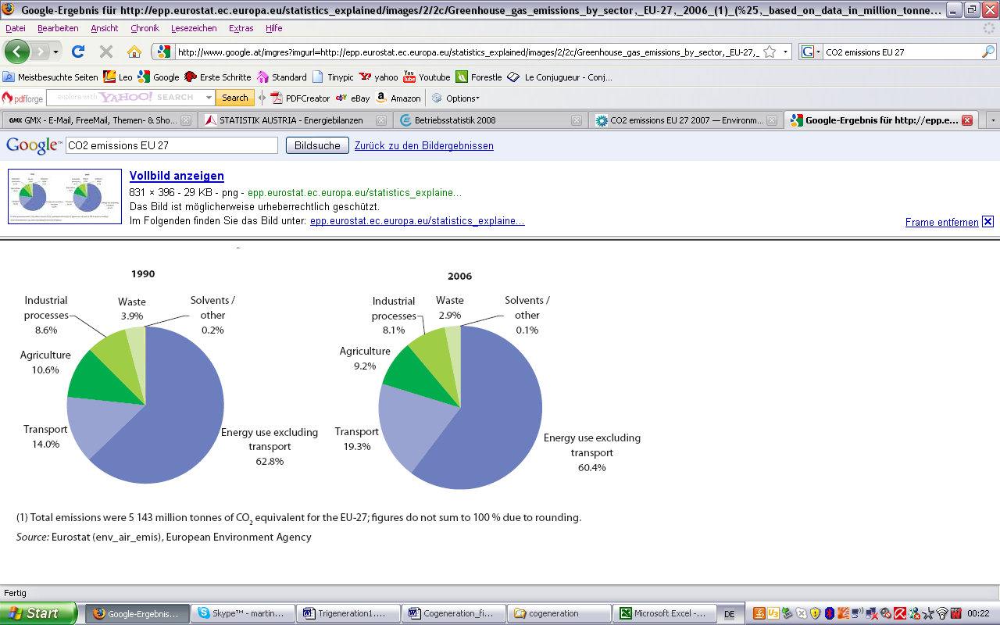 Google-Ergebnis für http://epp.eurostat.ec.europa.eu/statistics_explained/images/2/2c/Greenhouse_gas_emissions_by_sector,_EU-27,_2006_(1)_(%25,_based_on_data_in_million_tonne...
Datei Bearbeiten Ansicht Chronik Lesezeichen Extras Hilfe
http://www.google.at/imgres?imgurl=http://epp.eurostat.ec.europa.eu/statistics_explained/images/2/2c/Greenhouse_gas_emissions_by_sector,_EU-27,_ CO2 emissions EU 27
Meistbesuchte Seiten Leo Google Erste Schritte Standard Tinypic yahoo Youtube Forestle Le Conjugueur - Conj...
pdfforge explore with YAHOO! SEARCH Search PDFCreator eBay Amazon Options
GMX - E-Mail, FreeMail, Themen- & Sho... STATISTIK AUSTRIA - Energiebilanzen Betriebsstatistik 2008 CO2 emissions EU 27 2007 — Environm... Google-Ergebnis für http://epp.e...
Google™ CO2 emissions EU 27 Bildsuche Zurück zu den Bildergebnissen
Vollbild anzeigen
831 × 396 - 29 KB - png - epp.eurostat.ec.europa.eu/statistics_explaine...
Das Bild ist möglicherweise urheberrechtlich geschützt.
Im Folgenden finden Sie das Bild unter: epp.eurostat.ec.europa.eu/statistics_explaine...
Frame entfernen
1990
Industrial
processes
8.6%
Waste
3.9%
Solvents /
other
0.2%
Agriculture
10.6%
Transport
14.0%
Energy use excluding
transport
62.8%
2006
Industrial
processes
8.1%
Waste
2.9%
Solvents /
other
0.1%
Agriculture
9.2%
Transport
19.3%
Energy use excluding
transport
60.4%
(1) Total emissions were 5 143 million tonnes of CO2 equivalent for the EU-27; figures do not sum to 100 % due to rounding.
Source: Eurostat (env_air_emis), European Environment Agency
Fertig
Start Google-Ergebnis... Skype™ - martin... Trigeneration1.... Cogeneration_fi... cogeneration Microsoft Excel -... DE 00:22